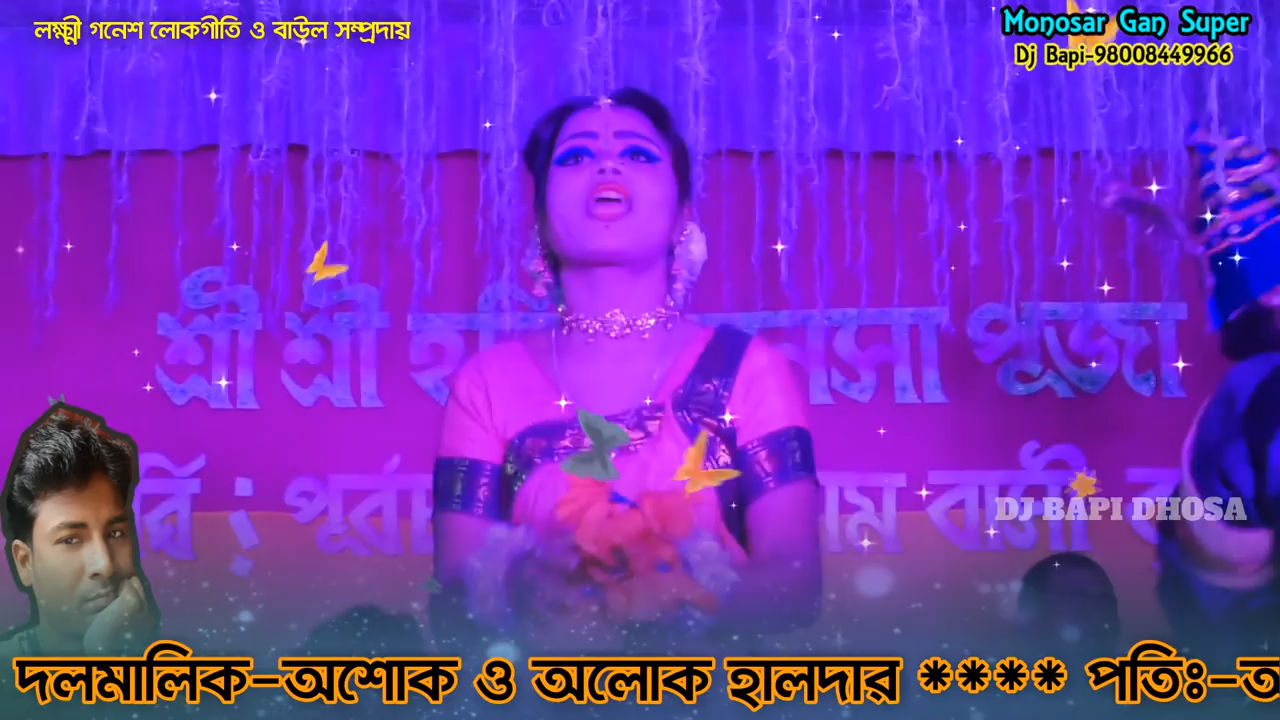 লক্ষ্মী গনেশ লোকগীতি ও বাউল সম্প্রদায়
Monosar Gan Super
Dj Bapi-98008449966
শ্রী শ্রী পূজা
DJ BAPI DHOSA
দলমালিক-অশোক ও অলোক হালদার **** পতিঃ-ত